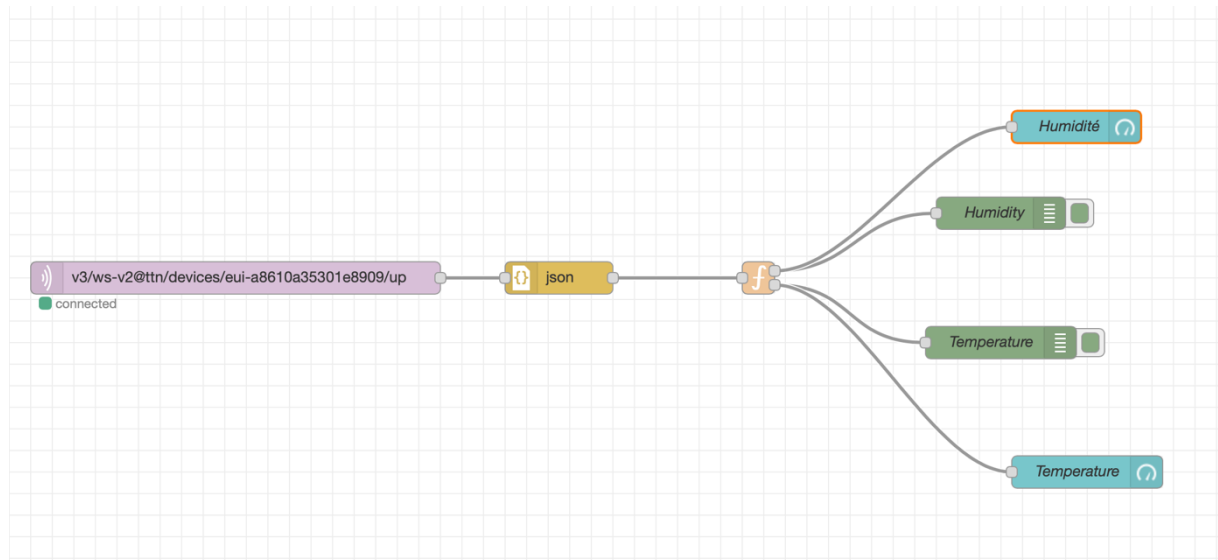 Humidité
Humidity
v3/ws-v2@ttn/devices/eui-a8610a35301e8909/up
json
connected
Temperature
Temperature